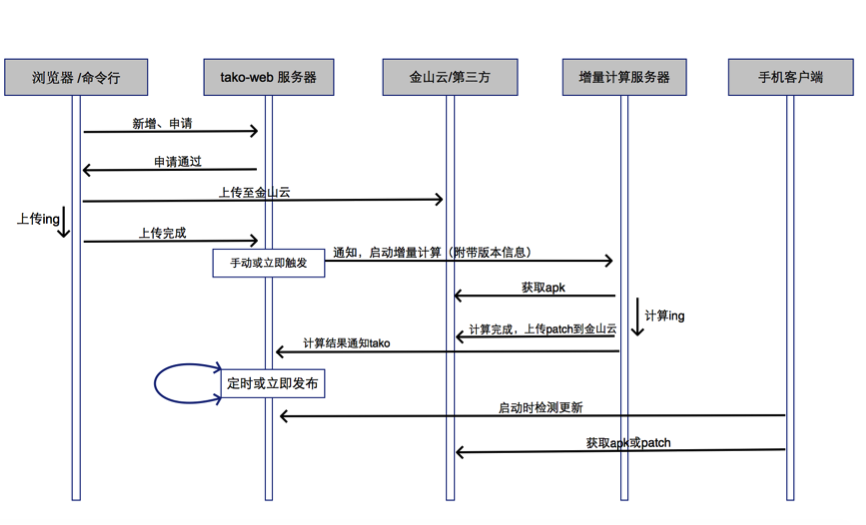 浏览器/命令行
tako-web 服务器
金山云/第三方
增量计算服务器
手机客户端
新增、申请
申请通过
上传至金山云
上传ing
上传完成
手动或立即触发
通知，启动增量计算（附带版本信息）
获取apk
计算ing
计算完成，上传patch到金山云
计算结果通知tako
定时或立即发布
启动时检测更新
获取apk或patch